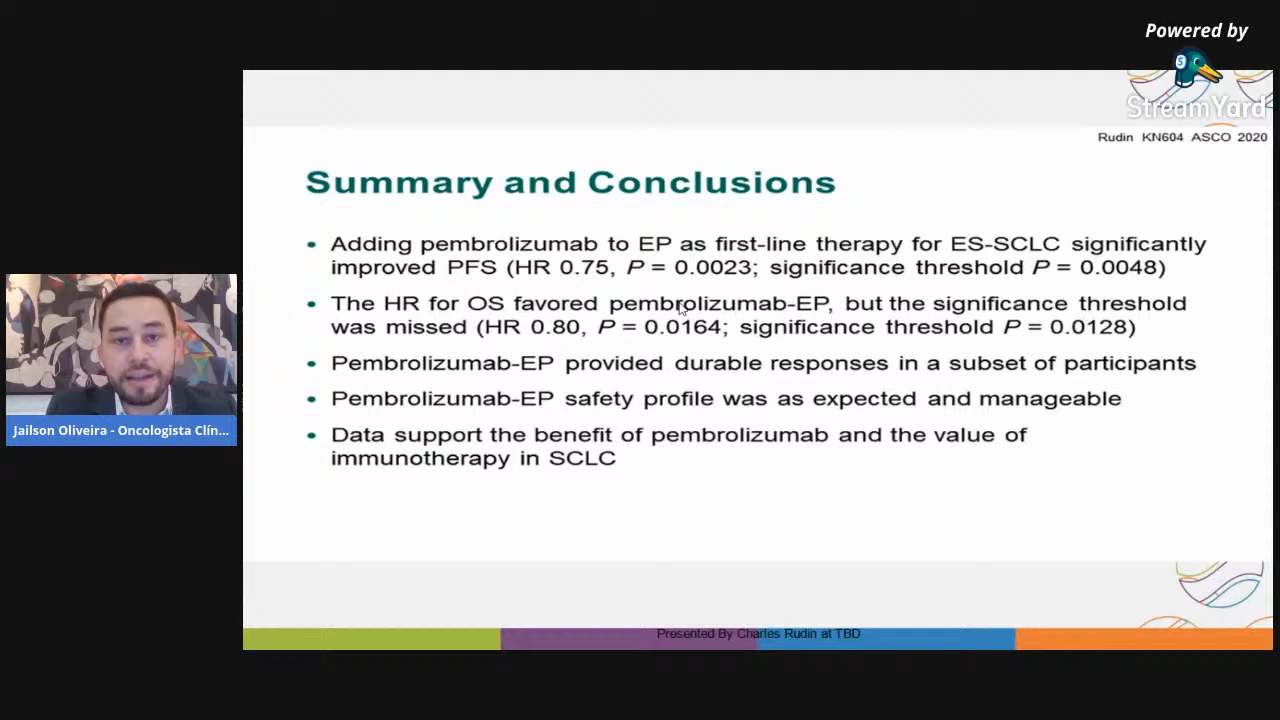 Powered by
S
StreamYard
Rudin KN604 ASCO 2020
Summary and Conclusions
• Adding pembrolizumab to EP as first-line therapy for ES-SCLC significantly
improved PFS (HR 0.75, P = 0.0023; significance threshold P = 0.0048)
• The HR for OS favored pembrolizumab-EP, but the significance threshold
was missed (HR 0.80, P = 0.0164; significance threshold P = 0.0128)
• Pembrolizumab-EP provided durable responses in a subset of participants
• Pembrolizumab-EP safety profile was as expected and manageable
• Data support the benefit of pembrolizumab and the value of
immunotherapy in SCLC
Jailson Oliveira - Oncologista Clín...
Presented By Charles Rudin at TBD